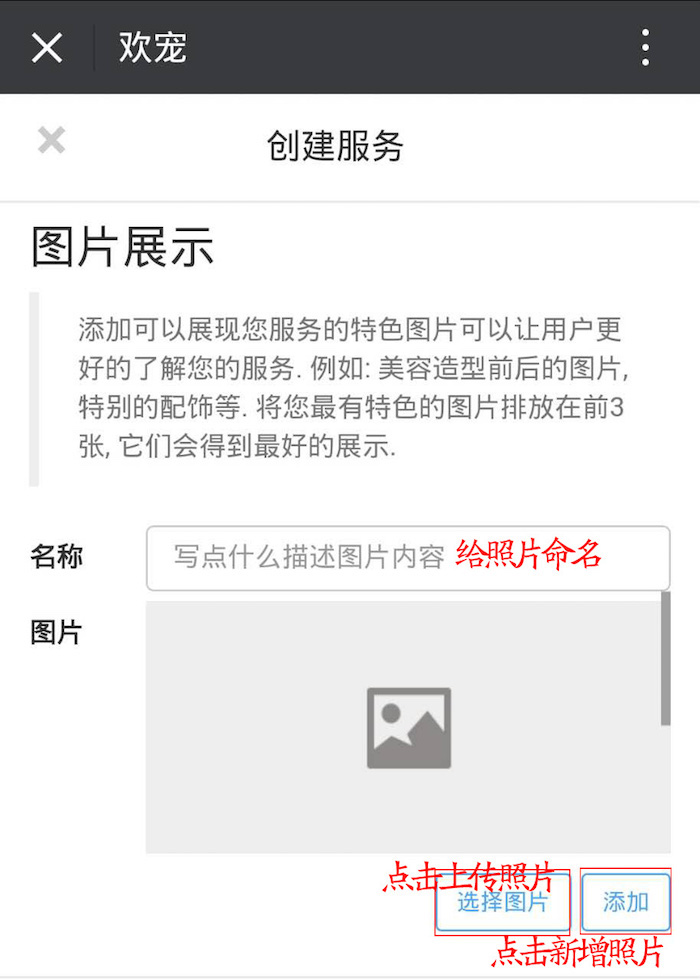 欢宠
创建服务
图片展示
添加可以展现您服务的特色图片可以让用户更
好的了解您的服务. 例如: 美容造型前后的图片,
特别的配饰等. 将您最有特色的图片排放在前3
张, 它们会得到最好的展示.
名称 写点什么描述图片内容 给照片命名
图片
点击上传照片
选择图片 添加
点击新增照片